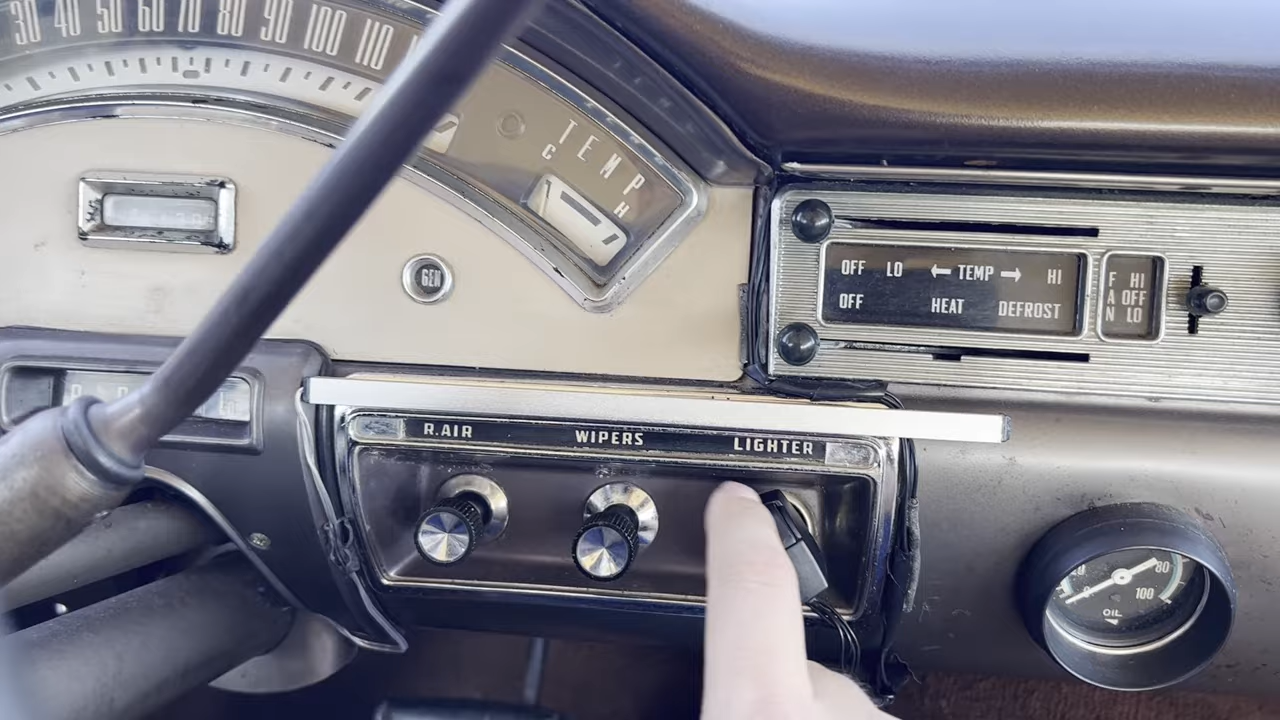 30 40 50 60 70 80 90 100 110
TEMP
C H
GEN
OFF LO ← TEMP → HI
OFF HEAT DEFROST
FAN
HI
OFF
LO
R.AIR WIPERS LIGHTER
80
100
OIL